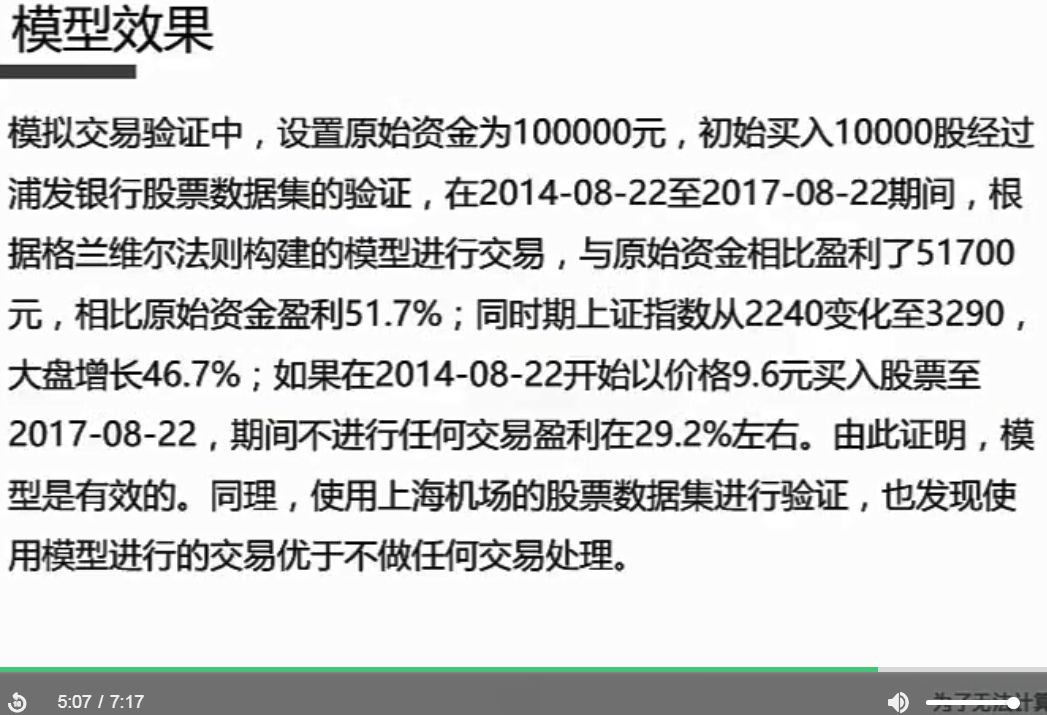 模型效果
模拟交易验证中，设置原始资金为100000元，初始买入10000股经过
浦发银行股票数据集的验证，在2014-08-22至2017-08-22期间，根
据格兰维尔法则构建的模型进行交易，与原始资金相比盈利了51700
元，相比原始资金盈利51.7%；同时期上证指数从2240变化至3290，
大盘增长46.7%；如果在2014-08-22开始以价格9.6元买入股票至
2017-08-22，期间不进行任何交易盈利在29.2%左右。由此证明，模
型是有效的。同理，使用上海机场的股票数据集进行验证，也发现使
用模型进行的交易优于不做任何交易处理。
10 5:07 / 7:17 为了无法计算